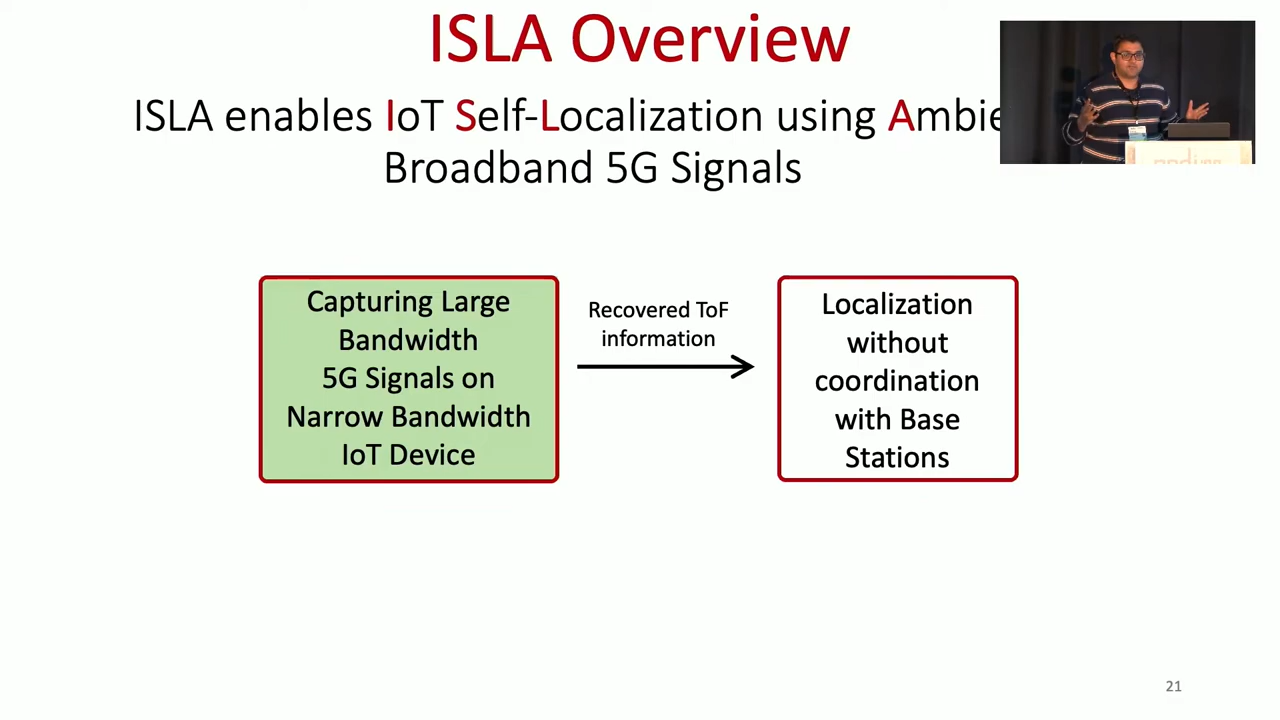 ISLA Overview
ISLA enables IoT Self-Localization using Ambie
Broadband 5G Signals
Capturing Large
Bandwidth
5G Signals on
Narrow Bandwidth
IoT Device
Recovered ToF
information
Localization
without
coordination
with Base
Stations
21